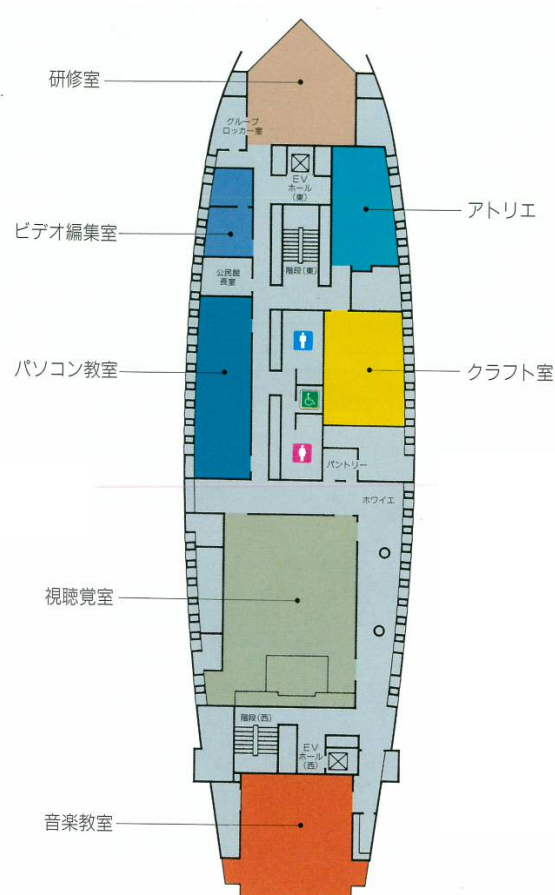 研修室
グループ
ロッカー室
EV
ホール
(東)
アトリエ
ビデオ編集室
階段(東)
公民館
長室
パソコン教室
クラフト室
パントリー
ホワイエ
視聴覚室
階段(西)
EV
ホール
(西)
音楽教室